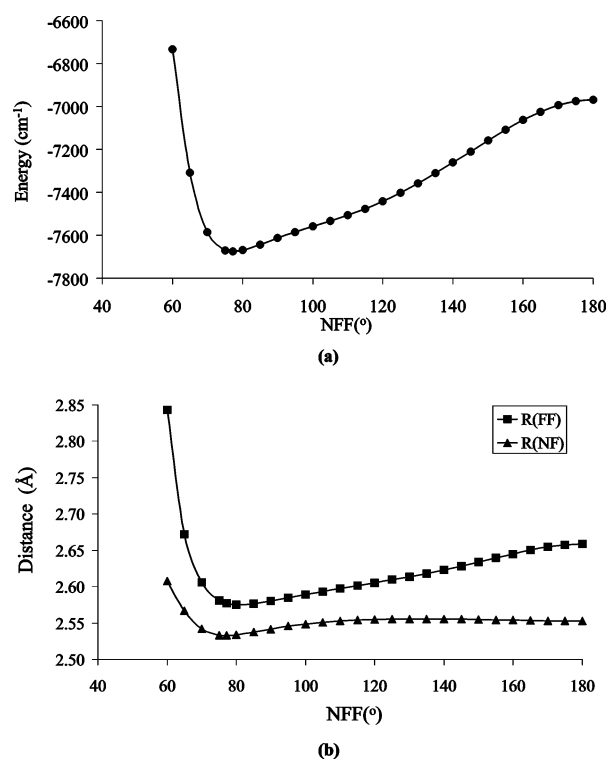 -6600
-6800
-7000
-7200
-7400
-7600
-7800
Energy (cm-1)
40 60 80 100 120 140 160 180
NFF(o)
(a)
2.85
2.80
2.75
2.70
2.65
2.60
2.55
2.50
Distance (Å)
R(FF)
R(NF)
40 60 80 100 120 140 160 180
NFF(o)
(b)